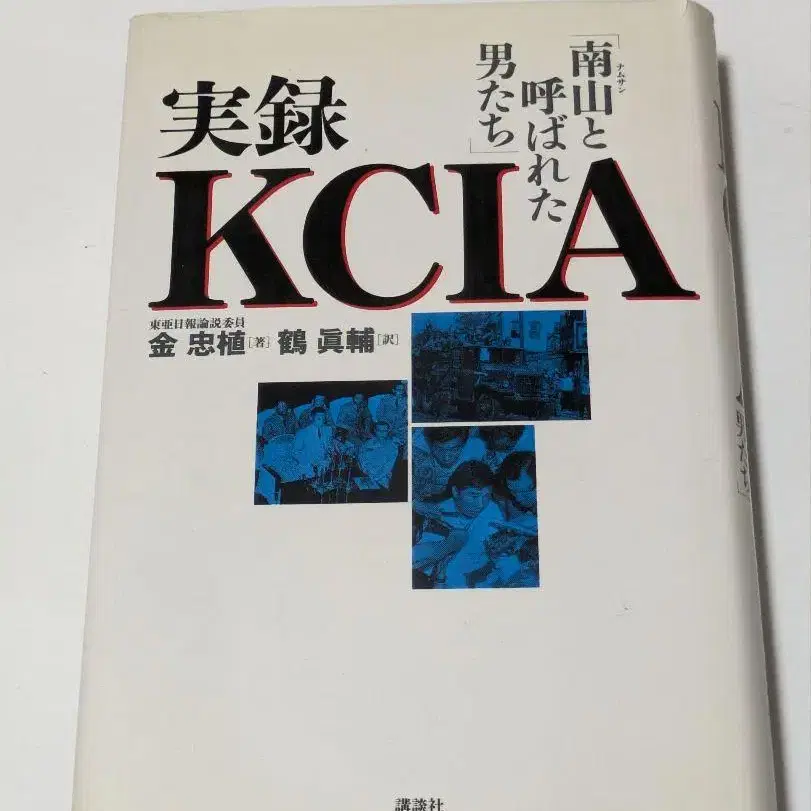 「南山と
ナムサン
呼ばれた
男たち」
実録
KCIA
東亜日報論説委員
金 忠植[著] 鶴 眞輔[訳]
講談社